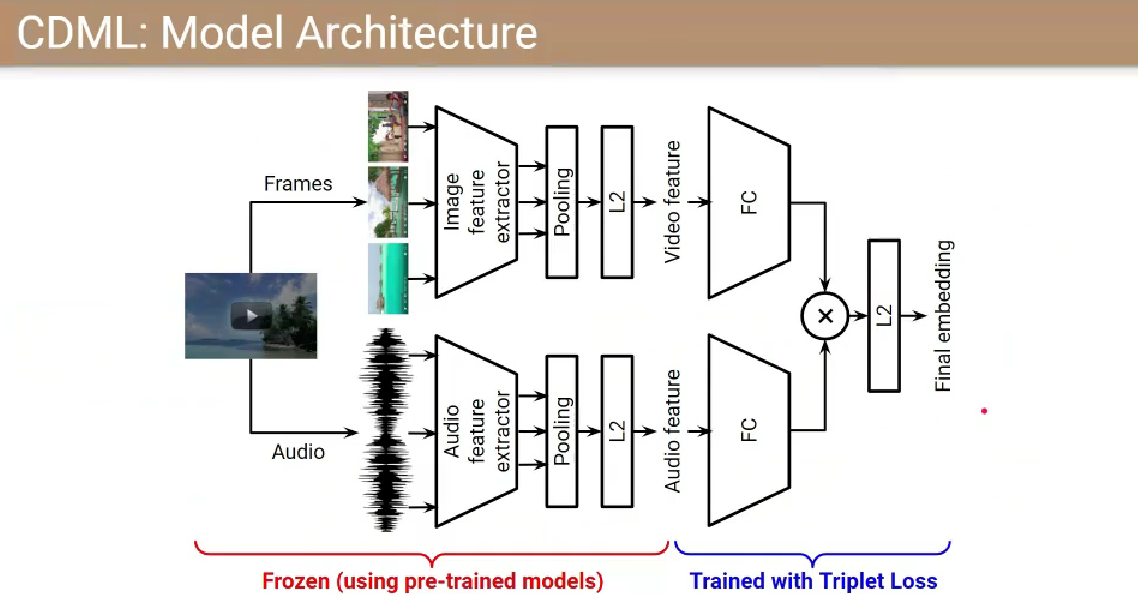 CDML: Model Architecture
Frames
Image
feature
extractor
Pooling
L2
Video feature
FC
×
L2
Final embedding
Audio
Audio
feature
extractor
Pooling
L2
Audio feature
FC
Frozen (using pre-trained models)
Trained with Triplet Loss